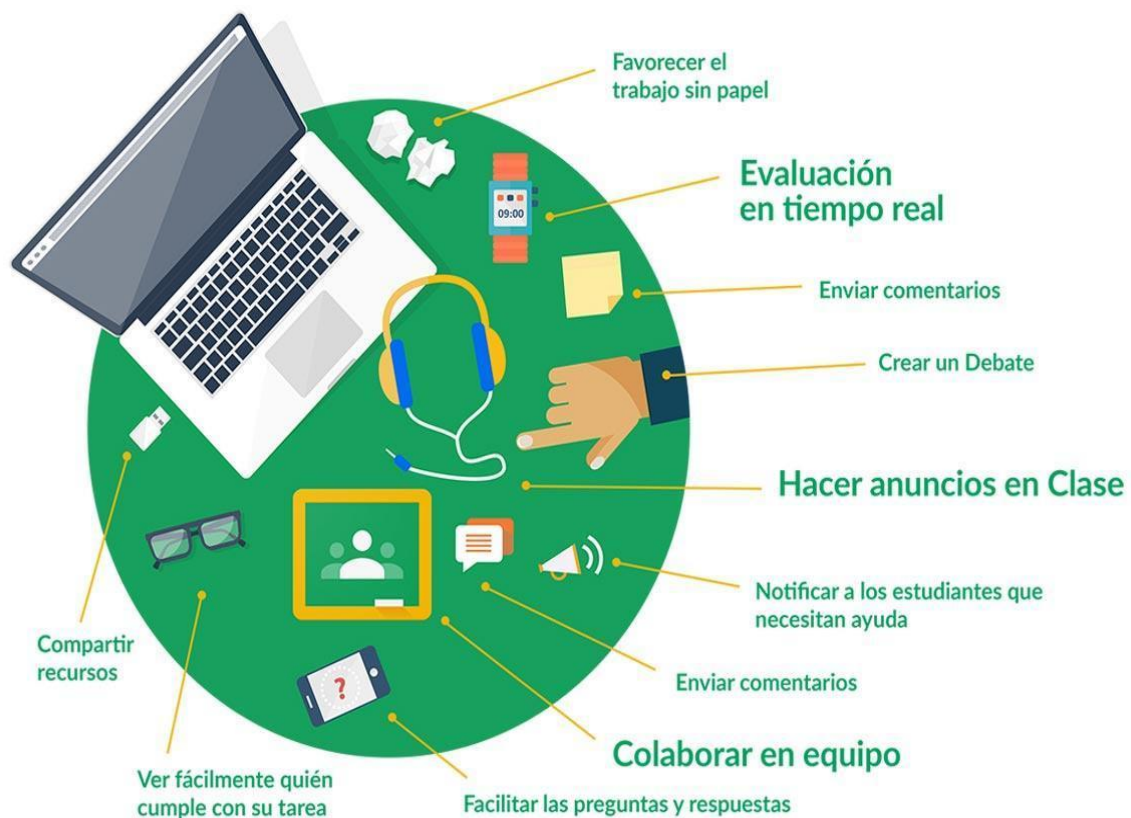 Favorecer el
trabajo sin papel
Evaluación
en tiempo real
09:00
Enviar comentarios
Crear un Debate
Hacer anuncios en Clase
Notificar a los estudiantes que
necesitan ayuda
Compartir
recursos
?
Enviar comentarios
Colaborar en equipo
Ver fácilmente quién
cumple con su tarea
Facilitar las preguntas y respuestas